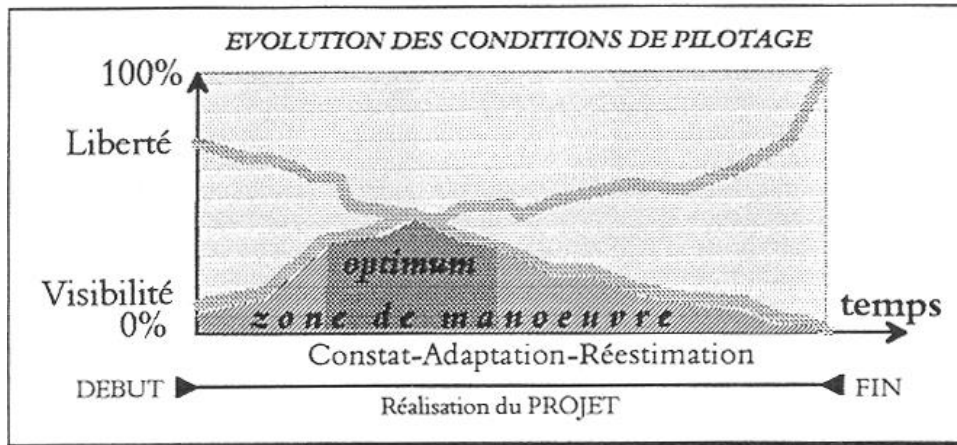 EVOLUTION DES CONDITIONS DE PILOTAGE
100%
Liberté
optimum
Visibilité
temps
0%
zone de manoeuvre
Constat-Adaptation-Réestimation
DEBUT
FIN
Réalisation du PROJET